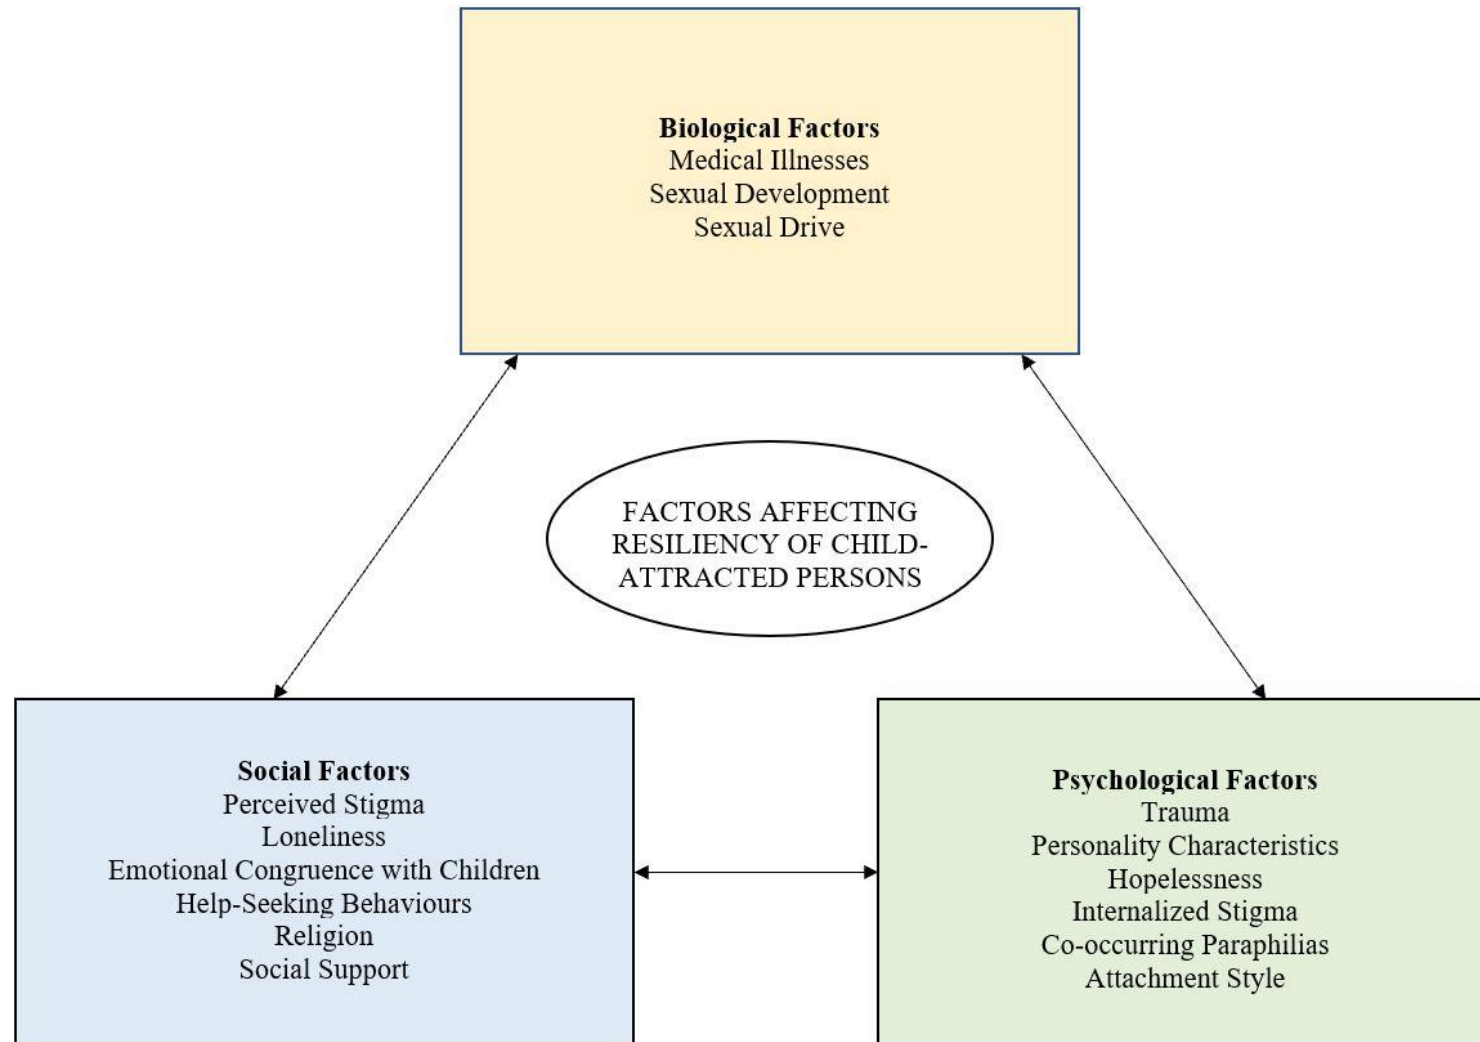 Biological Factors
Medical Illnesses
Sexual Development
Sexual Drive
FACTORS AFFECTING
RESILIENCY OF CHILD-
ATTRACTED PERSONS
Social Factors
Perceived Stigma
Loneliness
Emotional Congruence with Children
Help-Seeking Behaviours
Religion
Social Support
Psychological Factors
Trauma
Personality Characteristics
Hopelessness
Internalized Stigma
Co-occurring Paraphilias
Attachment Style